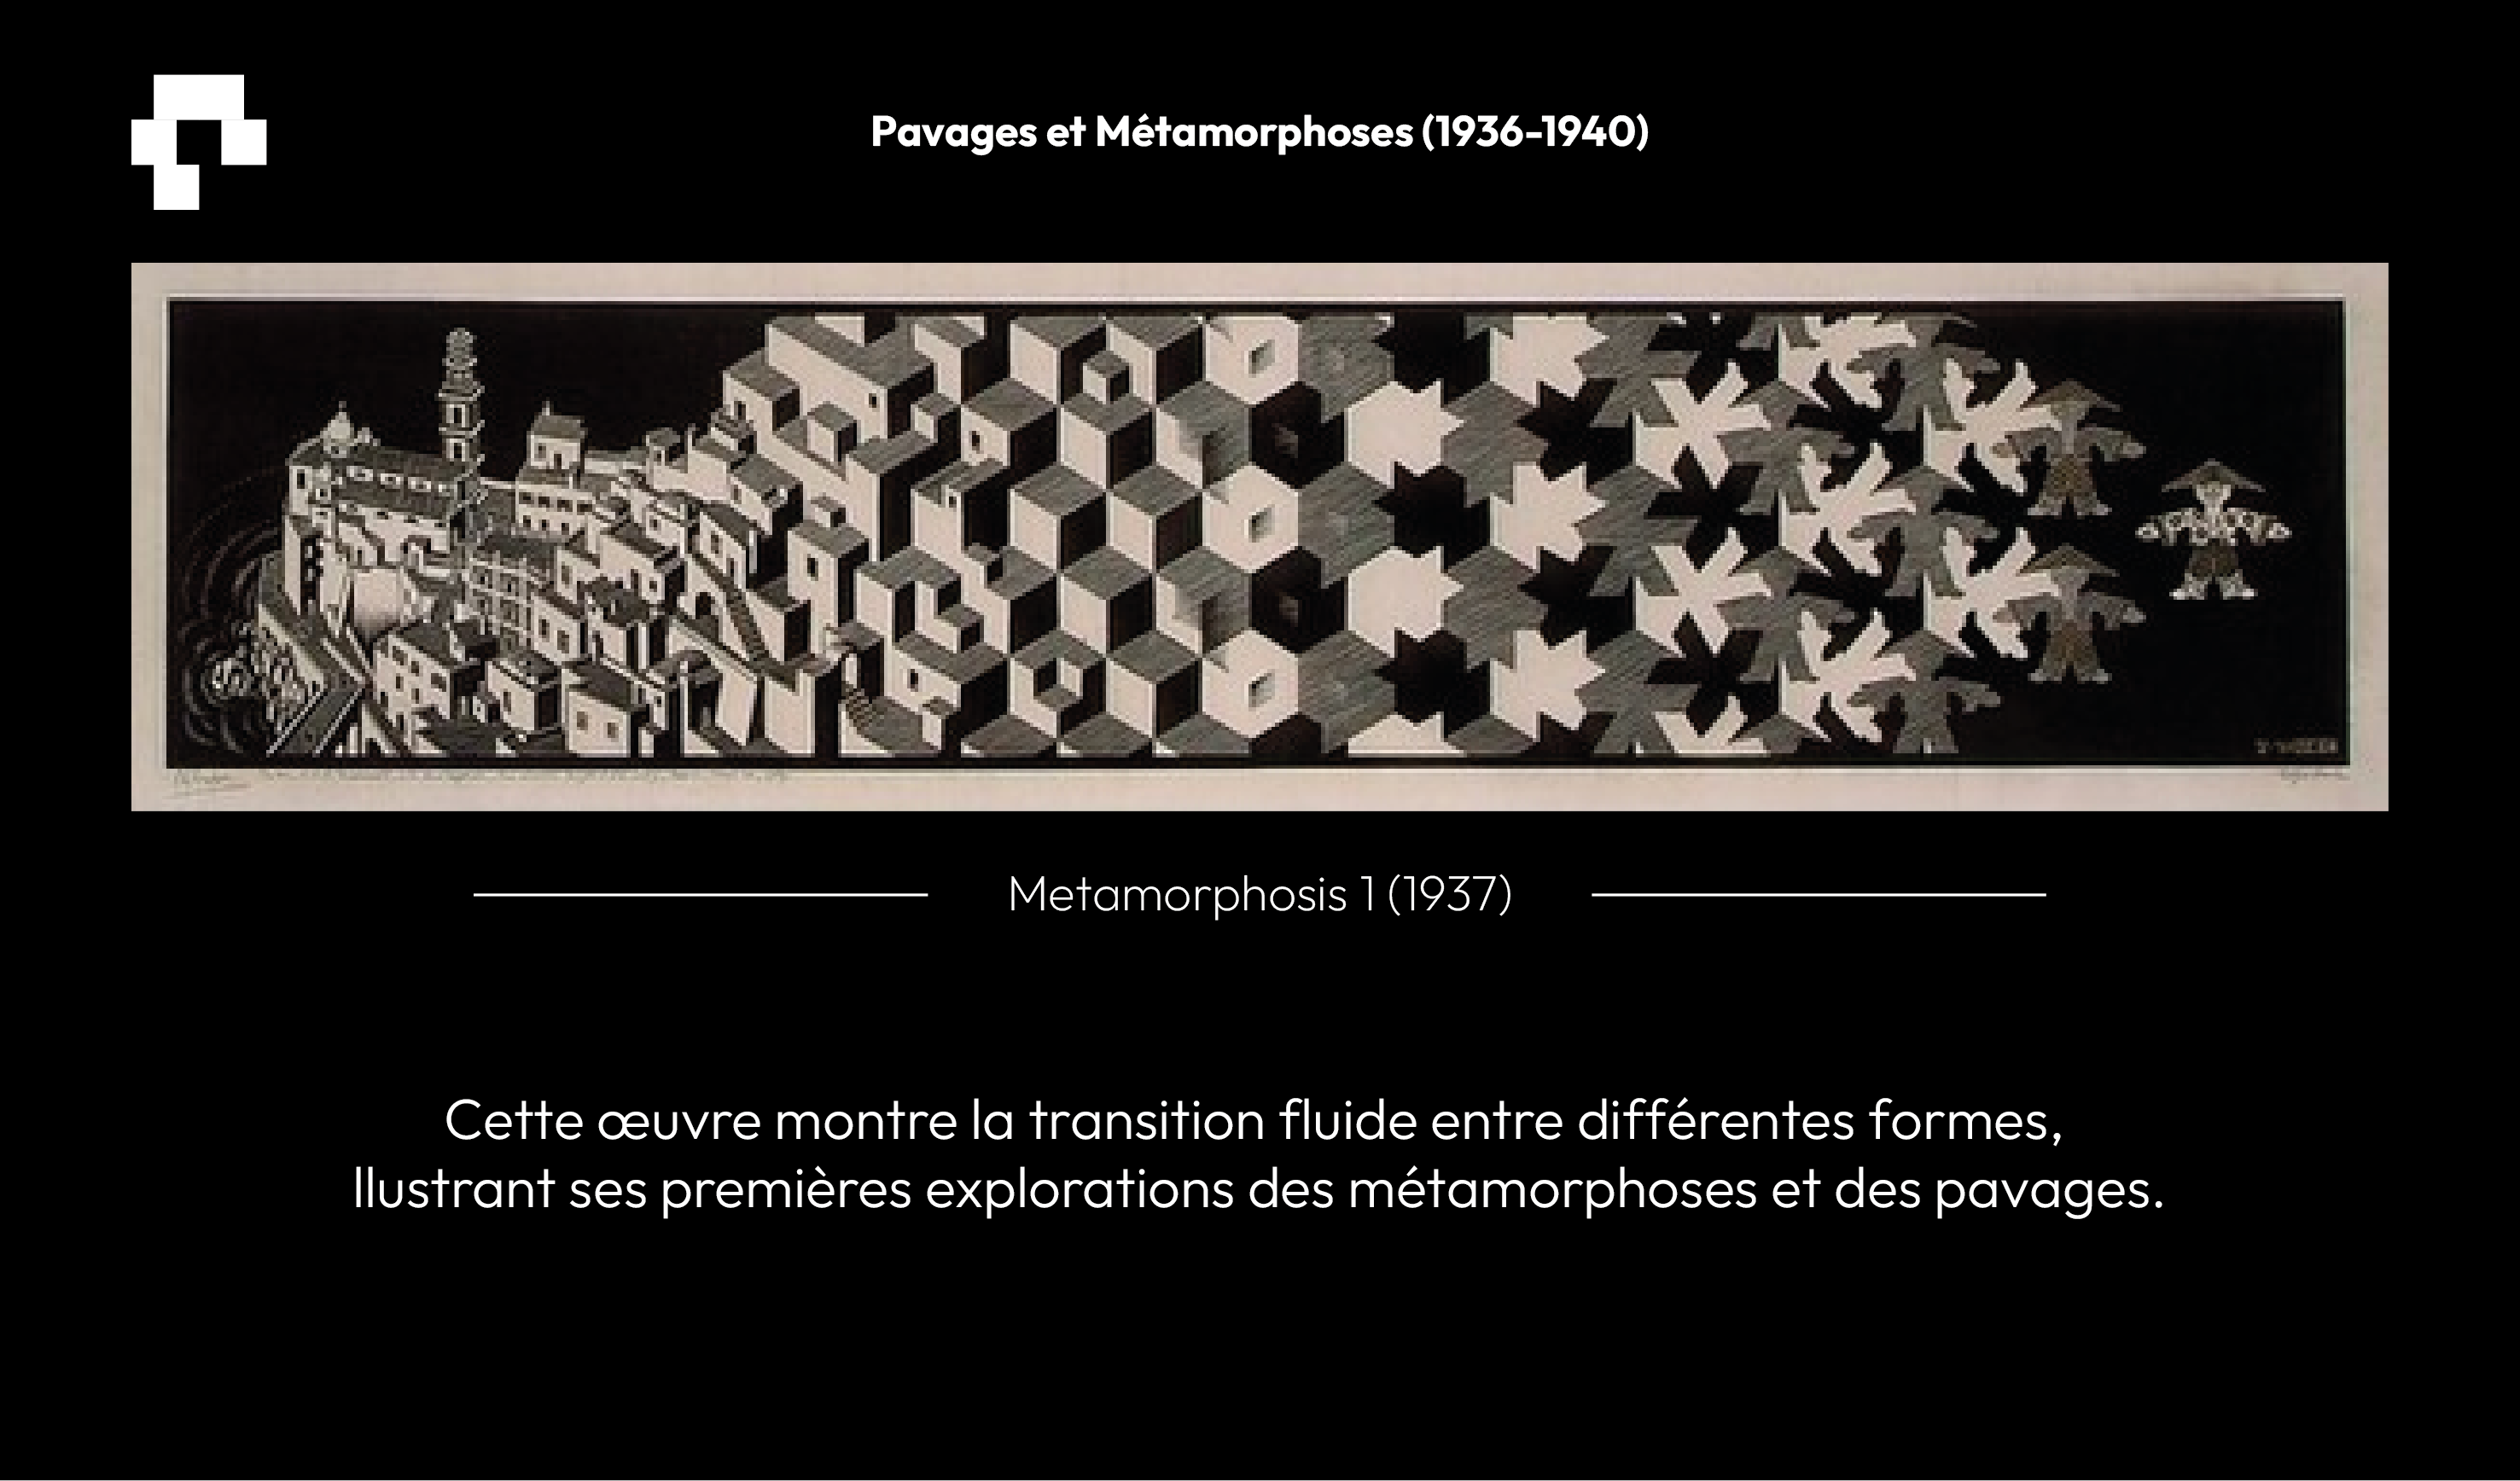 Pavages et Métamorphoses (1936-1940)
Metamorphosis 1 (1937)
Cette œuvre montre la transition fluide entre différentes formes,
llustrant ses premières explorations des métamorphoses et des pavages.